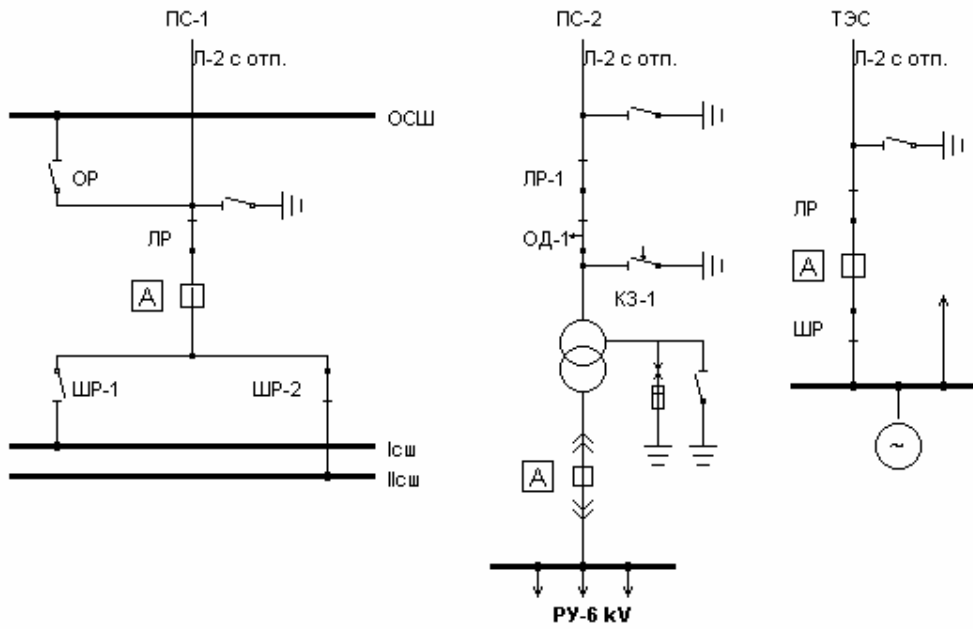 ПС-1
ПС-2
ТЭС
Л-2 с отп.
Л-2 с отп.
Л-2 с отп.
ОСШ
ОР
ЛР
А
ШР-1
ШР-2
Iсш
IIсш
ЛР-1
ОД-1
КЗ-1
А
РУ-6 kV
ЛР
А
ШР
~